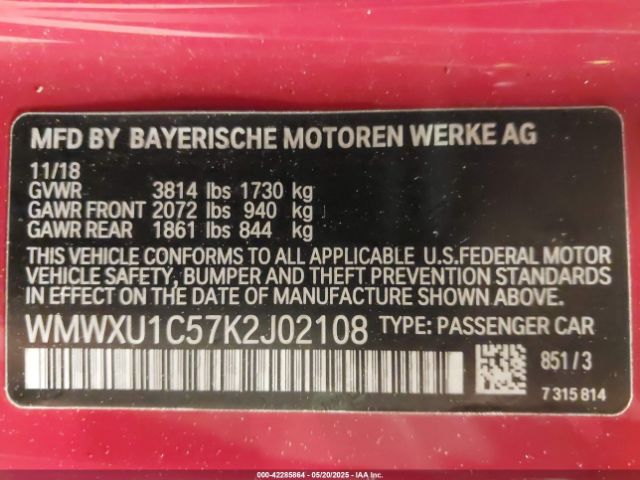 MFD BY BAYERISCHE MOTOREN WERKE AG
11/18
GVWR 3814 lbs 1730 kg
GAWR FRONT 2072 lbs 940 kg
GAWR REAR 1861 lbs 844 kg
THIS VEHICLE CONFORMS TO ALL APPLICABLE U.S.FEDERAL MOTOR
VEHICLE SAFETY, BUMPER AND THEFT PREVENTION STANDARDS
IN EFFECT ON THE DATE OF MANUFACTURE SHOWN ABOVE.
WMWXU1C57K2J02108 TYPE: PASSENGER CAR
851/3
7 315 814
000-42285864 - 05/20/2025 - IAA Inc.